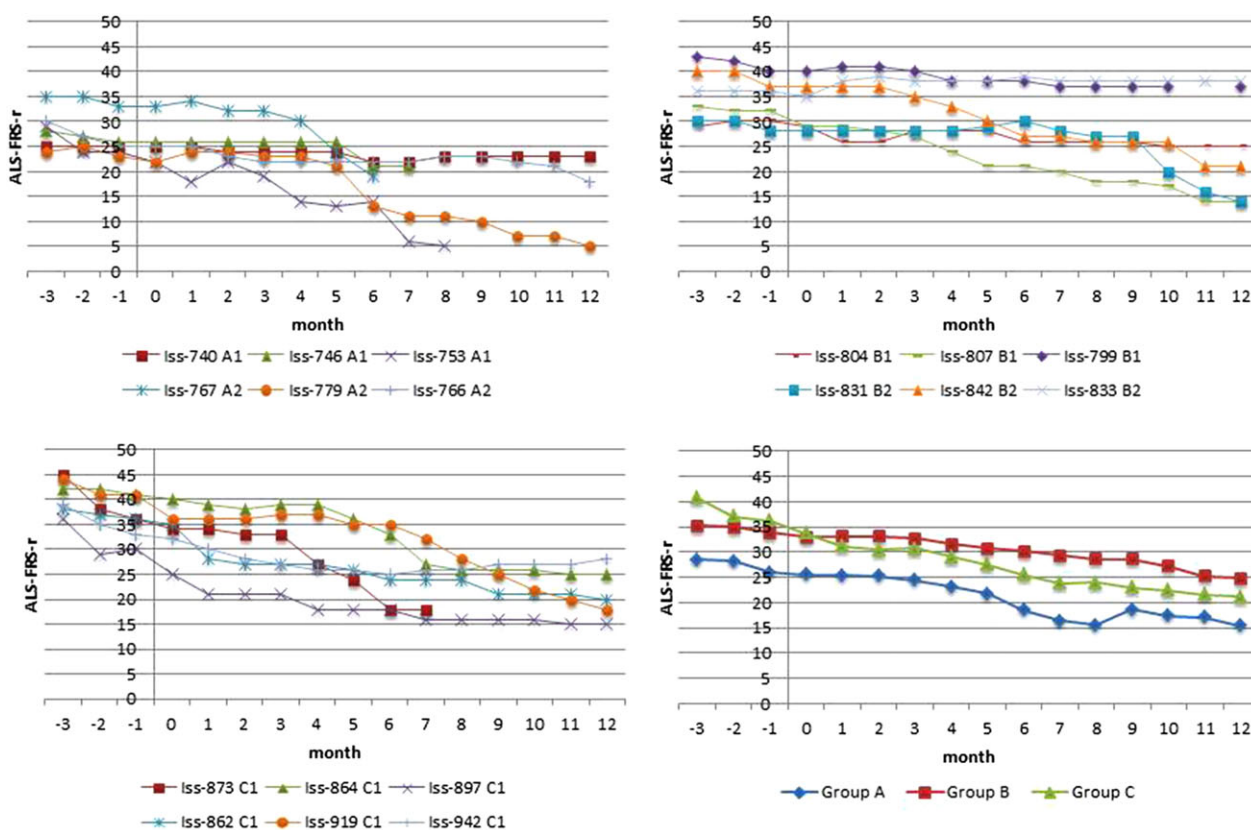 50
45
40
35
30
25
20
15
10
5
0
ALS-FRS-r
-3 -2 -1 0 1 2 3 4 5 6 7 8 9 10 11 12
month
Iss-740 A1 Iss-746 A1 Iss-753 A1
Iss-767 A2 Iss-779 A2 Iss-766 A2
50
45
40
35
30
25
20
15
10
5
0
ALS-FRS-r
-3 -2 -1 0 1 2 3 4 5 6 7 8 9 10 11 12
month
Iss-804 B1 Iss-807 B1 Iss-799 B1
Iss-831 B2 Iss-842 B2 Iss-833 B2
50
45
40
35
30
25
20
15
10
5
0
ALS-FRS-r
-3 -2 -1 0 1 2 3 4 5 6 7 8 9 10 11 12
month
Iss-873 C1 Iss-864 C1 Iss-897 C1
Iss-862 C1 Iss-919 C1 Iss-942 C1
50
45
40
35
30
25
20
15
10
5
0
ALS-FRS-r
-3 -2 -1 0 1 2 3 4 5 6 7 8 9 10 11 12
month
Group A Group B Group C